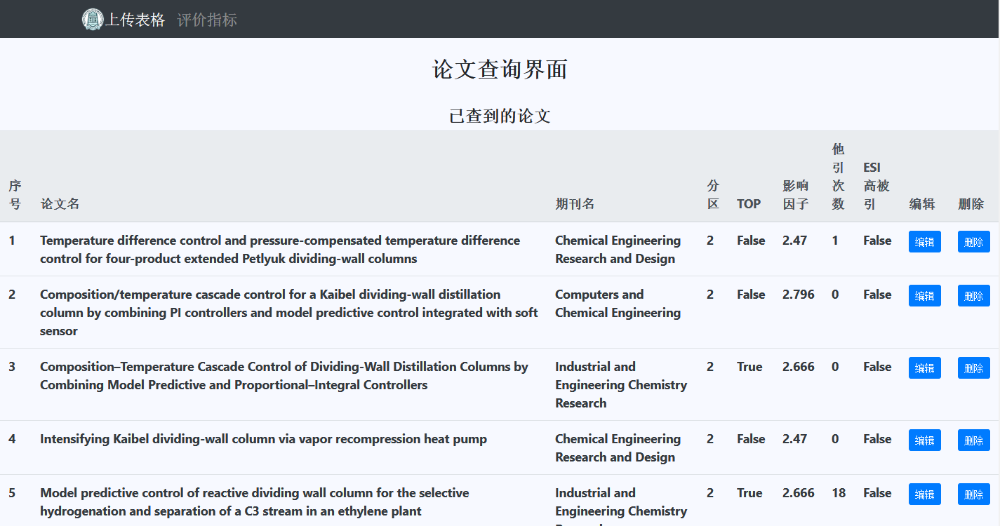 上传表格 评价指标
论文查询界面
已查到的论文
序号 论文名 期刊名 分区 TOP 影响因子 他引次数 ESI高被引 编辑 删除
1 Temperature difference control and pressure-compensated temperature difference Chemical Engineering 2 False 2.47 1 False 编辑 删除
control for four-product extended Petlyuk dividing-wall columns Research and Design
2 Composition/temperature cascade control for a Kaibel dividing-wall distillation Computers and 2 False 2.796 0 False 编辑 删除
column by combining PI controllers and model predictive control integrated with soft Chemical Engineering
sensor
3 Composition–Temperature Cascade Control of Dividing-Wall Distillation Columns by Industrial and 2 True 2.666 0 False 编辑 删除
Combining Model Predictive and Proportional–Integral Controllers Engineering Chemistry
Research
4 Intensifying Kaibel dividing-wall column via vapor recompression heat pump Chemical Engineering 2 False 2.47 0 False 编辑 删除
Research and Design
5 Model predictive control of reactive dividing wall column for the selective Industrial and 2 True 2.666 18 False 编辑 删除
hydrogenation and separation of a C3 stream in an ethylene plant Engineering Chemistry